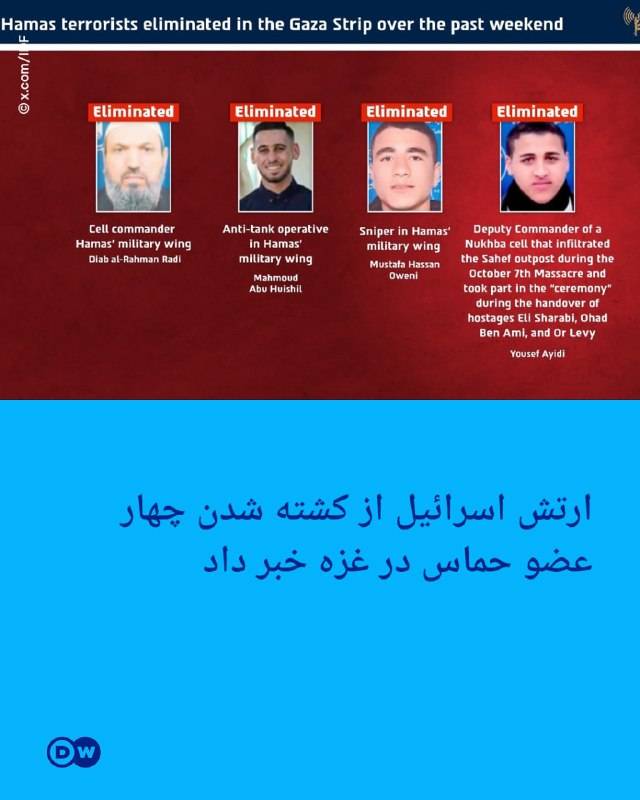 Hamas terrorists eliminated in the Gaza Strip over the past weekend
© x.com/IDF
Eliminated
Cell commander
Hamas' military wing
Diab al-Rahman Radi
Eliminated
Anti-tank operative
in Hamas'
military wing
Mahmoud
Abu Huishil
Eliminated
Sniper in Hamas'
military wing
Mustafa Hassan
Oweni
Eliminated
Deputy Commander of a
Nukhba cell that infiltrated
the Sahef outpost during the
October 7th Massacre and
took part in the "ceremony"
during the handover of
hostages Eli Sharabi, Ohad
Ben Ami, and Or Levy
Yousef Ayidi
ارتش اسرائیل از کشته شدن چهار
عضو حماس در غزه خبر داد
DW